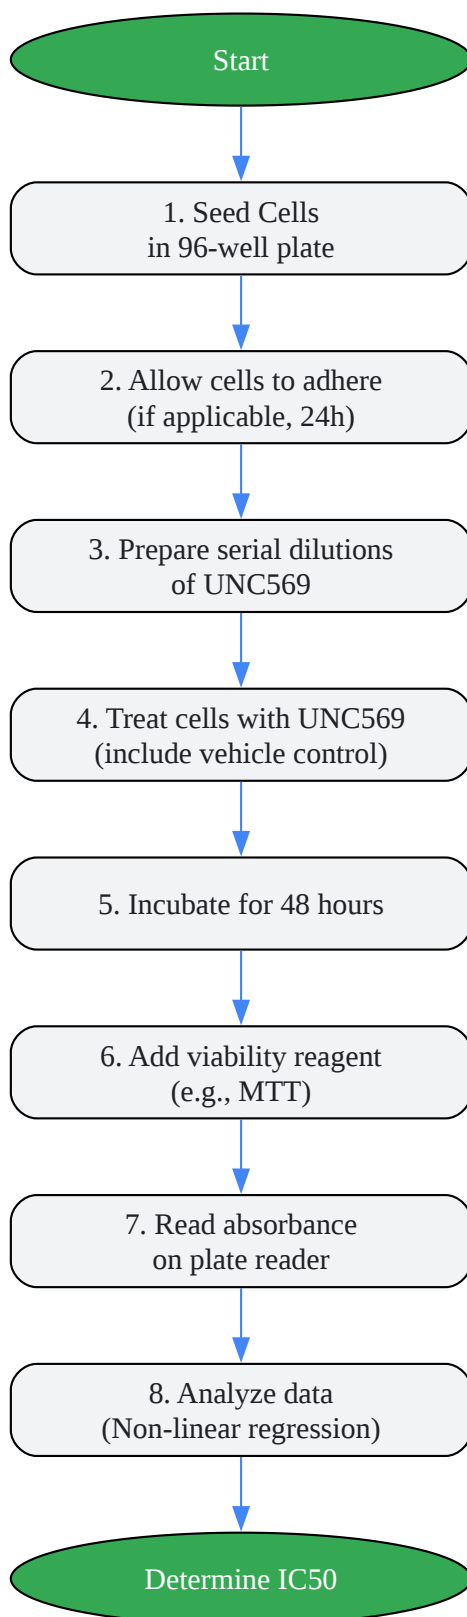 Start
1. Seed Cells
in 96-well plate
2. Allow cells to adhere
(if applicable, 24h)
3. Prepare serial dilutions
of UNC569
4. Treat cells with UNC569
(include vehicle control)
5. Incubate for 48 hours
6. Add viability reagent
(e.g., MTT)
7. Read absorbance
on plate reader
8. Analyze data
(Non-linear regression)
Determine IC50